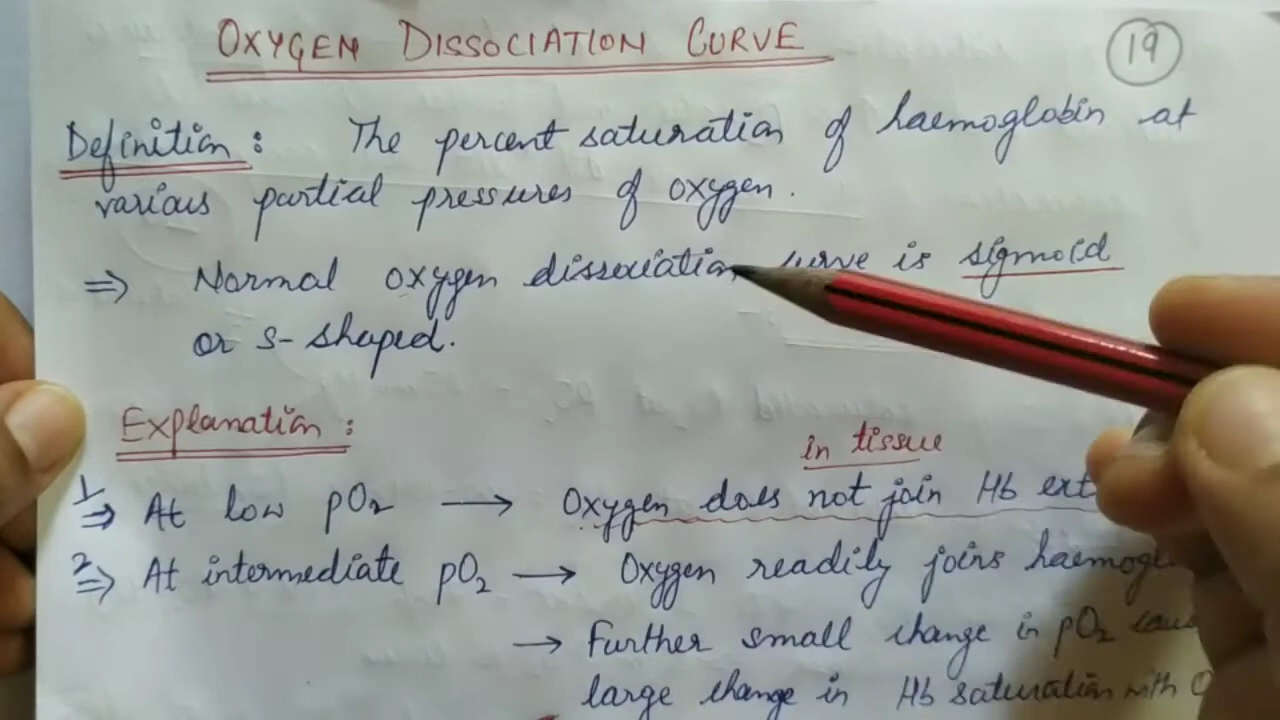 OXYGEN DISSOCIATION CURVE
19
Definition : The percent saturation of haemoglobin at
various partial pressures of oxygen.
⇒ Normal oxygen dissociation curve is sigmoid
or S-shaped.
Explanation :
in tissue
1⇒ At low pO2 → Oxygen does not join Hb
2⇒ At intermediate pO2 → Oxygen readily joins
→ Further small change in pO2
large change in Hb saturation with